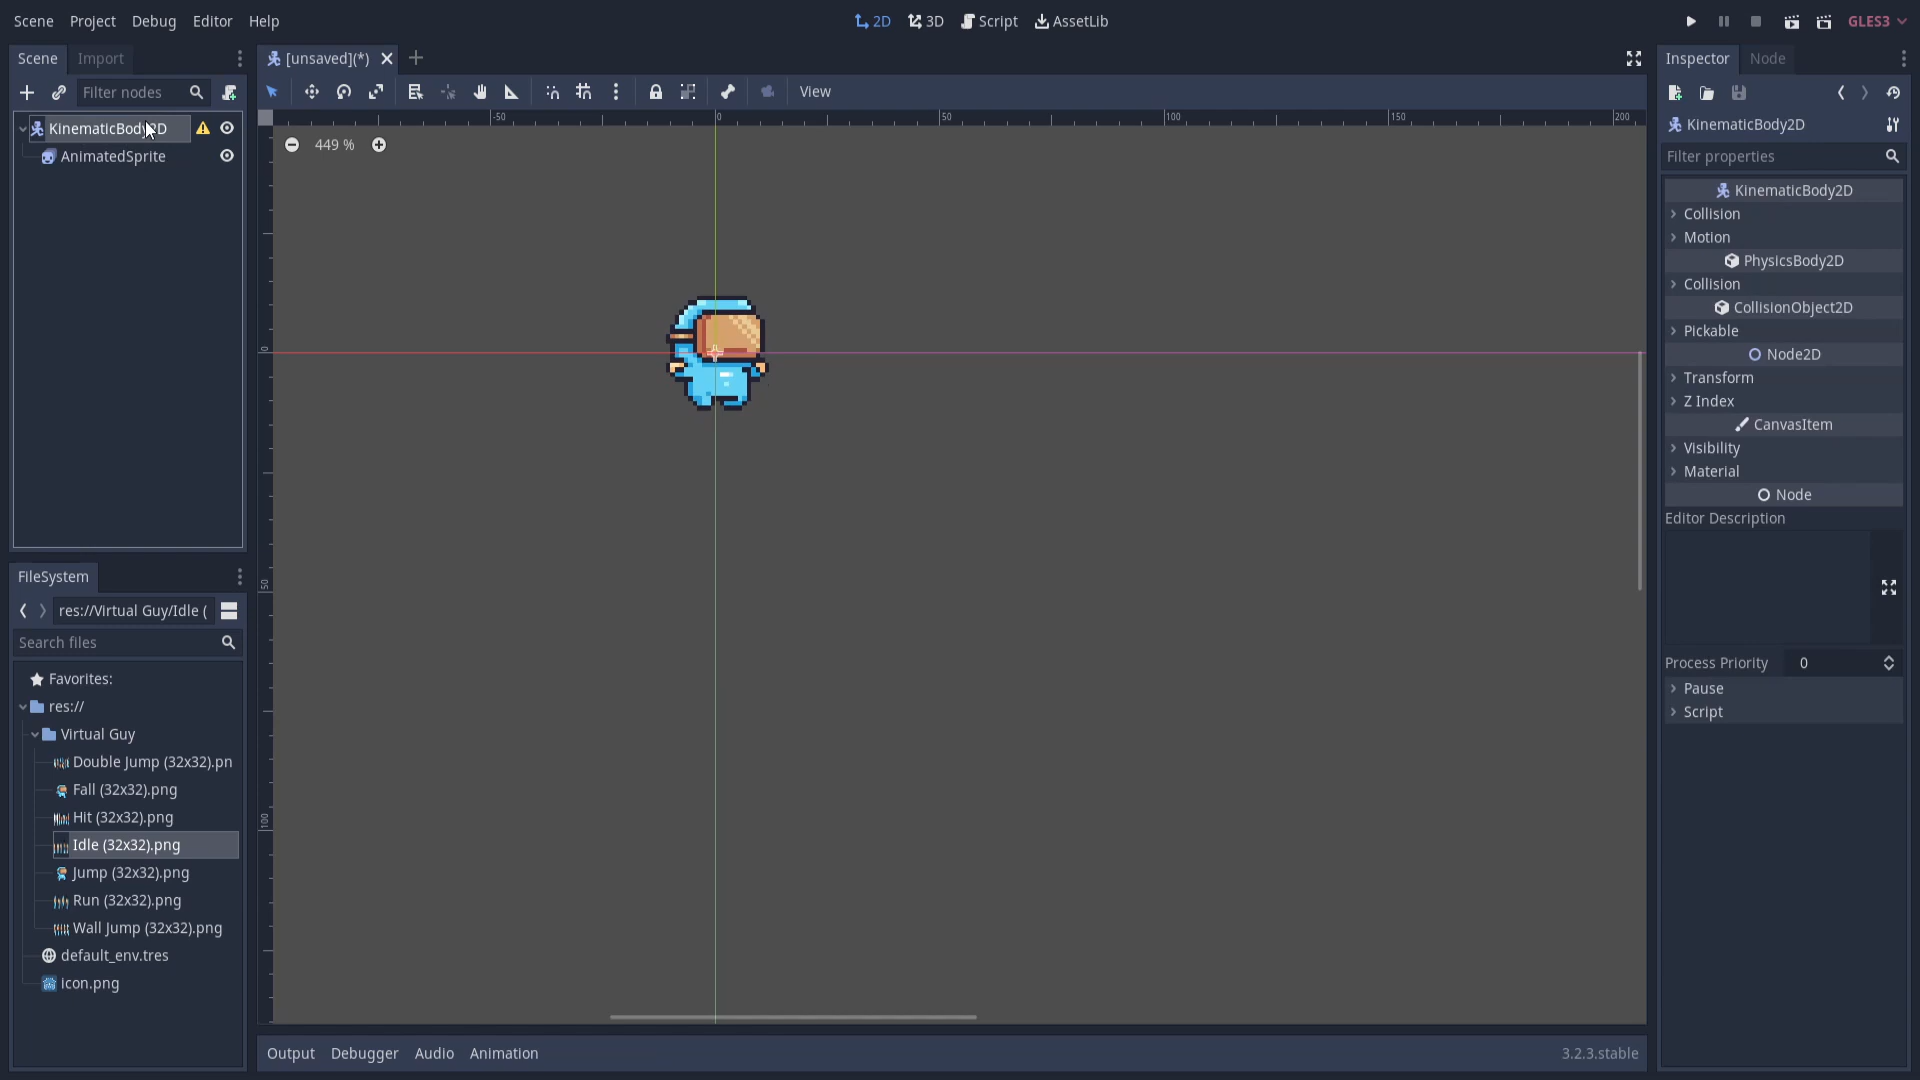 Scene Project Debug Editor Help
2D 3D Script AssetLib
GLES3
Scene Import
Filter nodes
KinematicBody2D
AnimatedSprite
FileSystem
res://Virtual Guy/Idle (
Search files
Favorites:
res://
Virtual Guy
Double Jump (32x32).pn
Fall (32x32).png
Hit (32x32).png
Idle (32x32).png
Jump (32x32).png
Run (32x32).png
Wall Jump (32x32).png
default_env.tres
icon.png
[unsaved](*)
View
-50 0 50 100 150 200
449 %
0
50
100
Output Debugger Audio Animation
3.2.3.stable
Inspector Node
KinematicBody2D
Filter properties
KinematicBody2D
Collision
Motion
PhysicsBody2D
Collision
CollisionObject2D
Pickable
Node2D
Transform
Z Index
CanvasItem
Visibility
Material
Node
Editor Description
Process Priority 0
Pause
Script